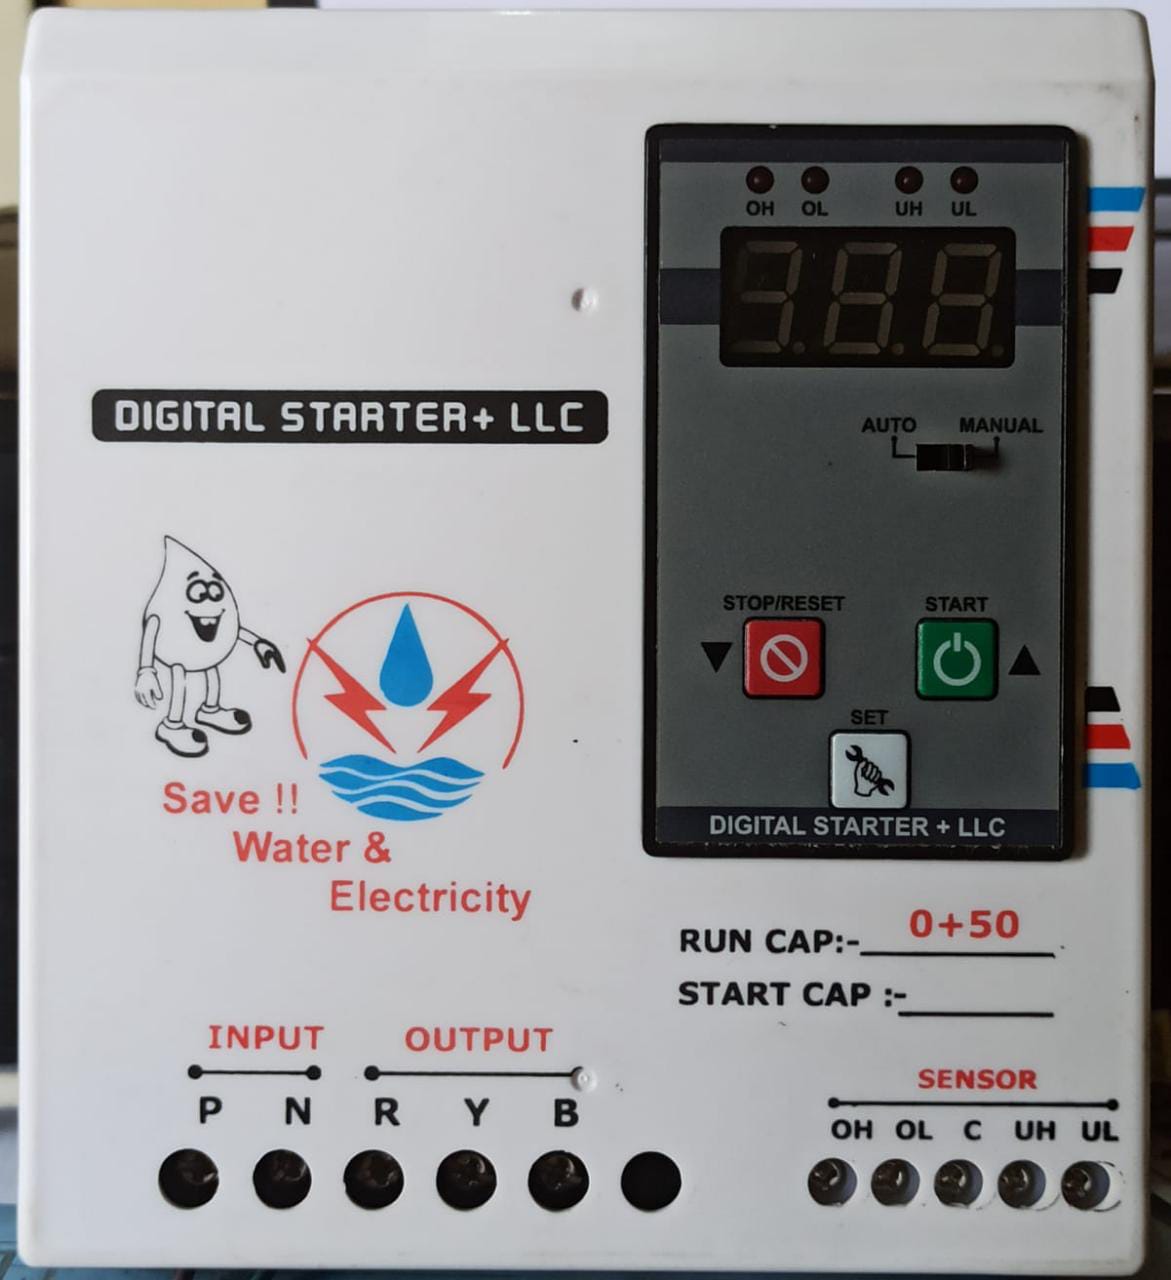 OH OL UH UL
DIGITAL STARTER+ LLC
AUTO MANUAL
STOP/RESET START
SET
DIGITAL STARTER + LLC
Save !!
Water &
Electricity
RUN CAP:- 0+50
START CAP :-
INPUT OUTPUT
P N R Y B
SENSOR
OH OL C UH UL